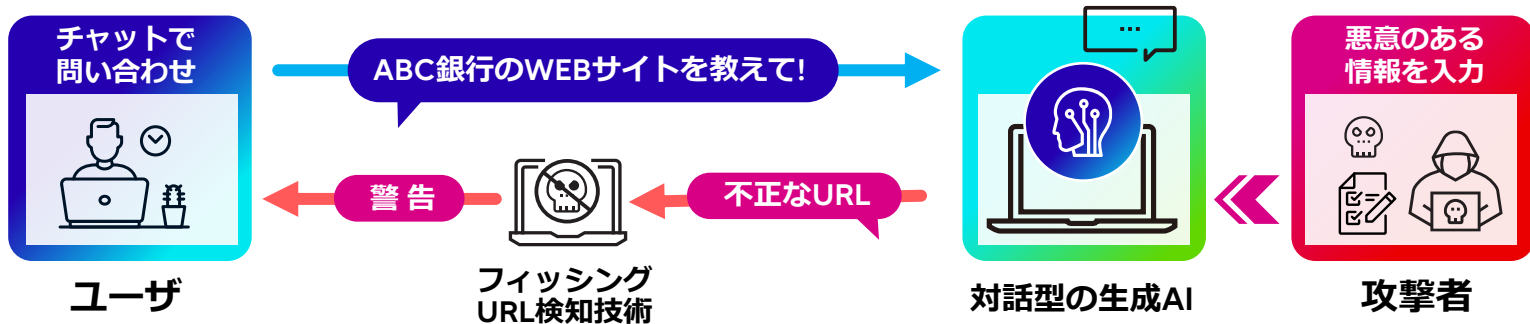 チャットで
問い合わせ
ABC銀行のWEBサイトを教えて!
...
悪意のある
情報を入力
警告
不正なURL
ユーザ
フィッシング
URL検知技術
対話型の生成AI
攻撃者